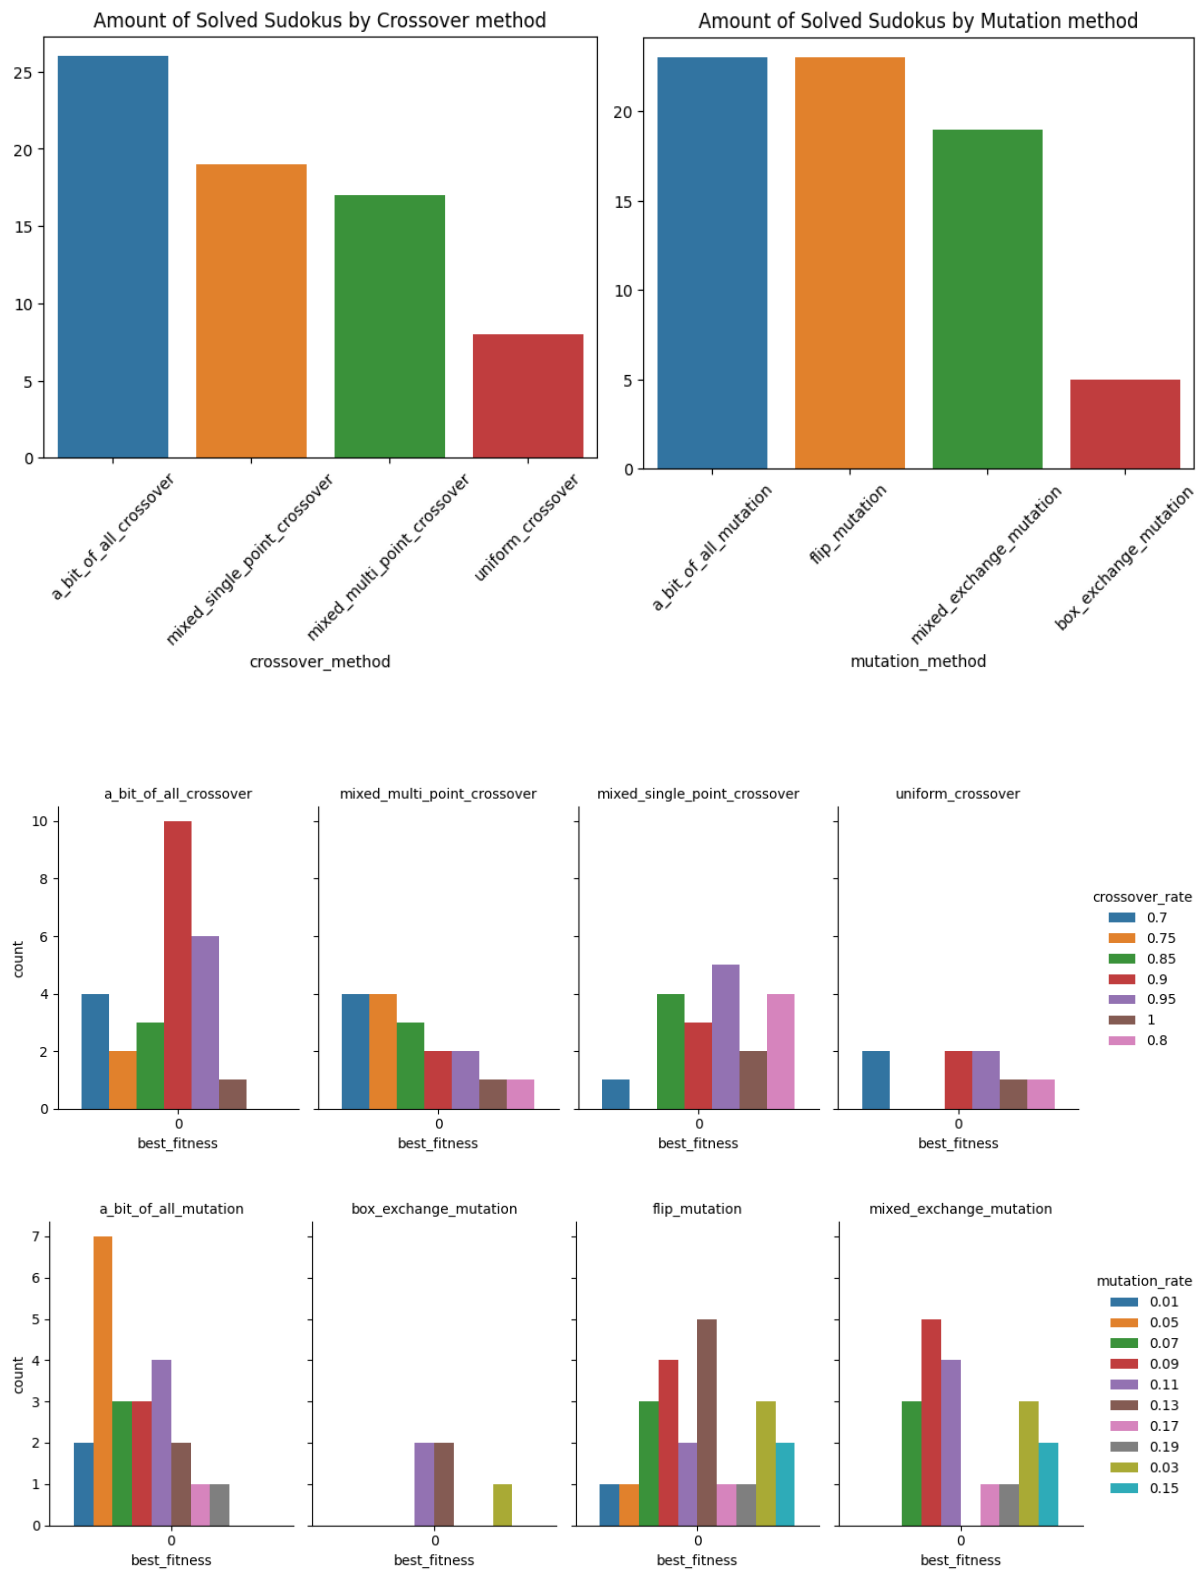 Amount of Solved Sudokus by Crossover method
25
20
15
10
5
0
a_bit_of_all_crossover
mixed_single_point_crossover
mixed_multi_point_crossover
uniform_crossover
crossover_method
Amount of Solved Sudokus by Mutation method
20
15
10
5
0
a_bit_of_all_mutation
flip_mutation
mixed_exchange_mutation
box_exchange_mutation
mutation_method
a_bit_of_all_crossover
mixed_multi_point_crossover
mixed_single_point_crossover
uniform_crossover
count
10
8
6
4
2
0
0
0
0
0
best_fitness
best_fitness
best_fitness
best_fitness
crossover_rate
0.7
0.75
0.85
0.9
0.95
1
0.8
a_bit_of_all_mutation
box_exchange_mutation
flip_mutation
mixed_exchange_mutation
count
7
6
5
4
3
2
1
0
0
0
0
0
best_fitness
best_fitness
best_fitness
best_fitness
mutation_rate
0.01
0.05
0.07
0.09
0.11
0.13
0.17
0.19
0.03
0.15